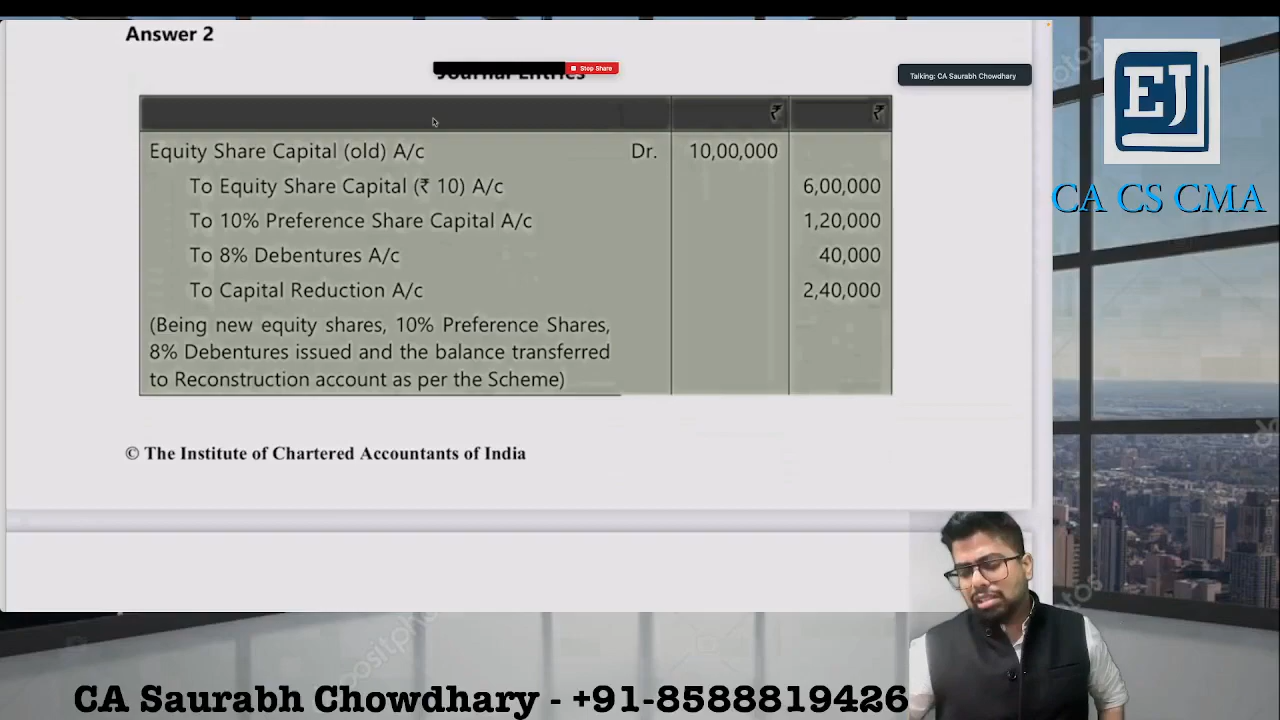 Answer 2
Journal Entries
Stop Share
Talking: CA Saurabh Chowdhary
EJ
CA CS CMA
₹ ₹
Equity Share Capital (old) A/c Dr. 10,00,000
To Equity Share Capital (₹ 10) A/c 6,00,000
To 10% Preference Share Capital A/c 1,20,000
To 8% Debentures A/c 40,000
To Capital Reduction A/c 2,40,000
(Being new equity shares, 10% Preference Shares,
8% Debentures issued and the balance transferred
to Reconstruction account as per the Scheme)
© The Institute of Chartered Accountants of India
CA Saurabh Chowdhary - +91-8588819426